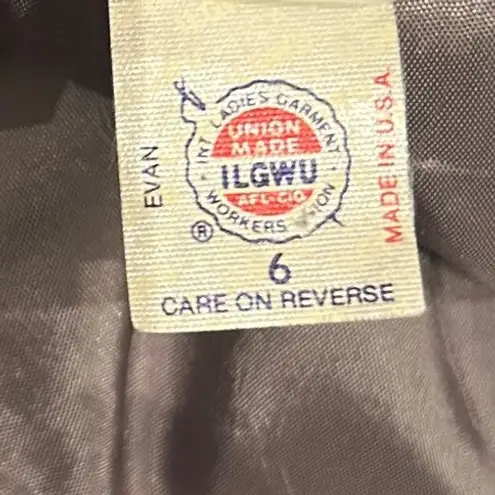 EVAN
INT. LADIES GARMENT
WORKERS
UNION
MADE
ILGWU
AFL-CIO
®
MADE IN U.S.A.
6
CARE ON REVERSE